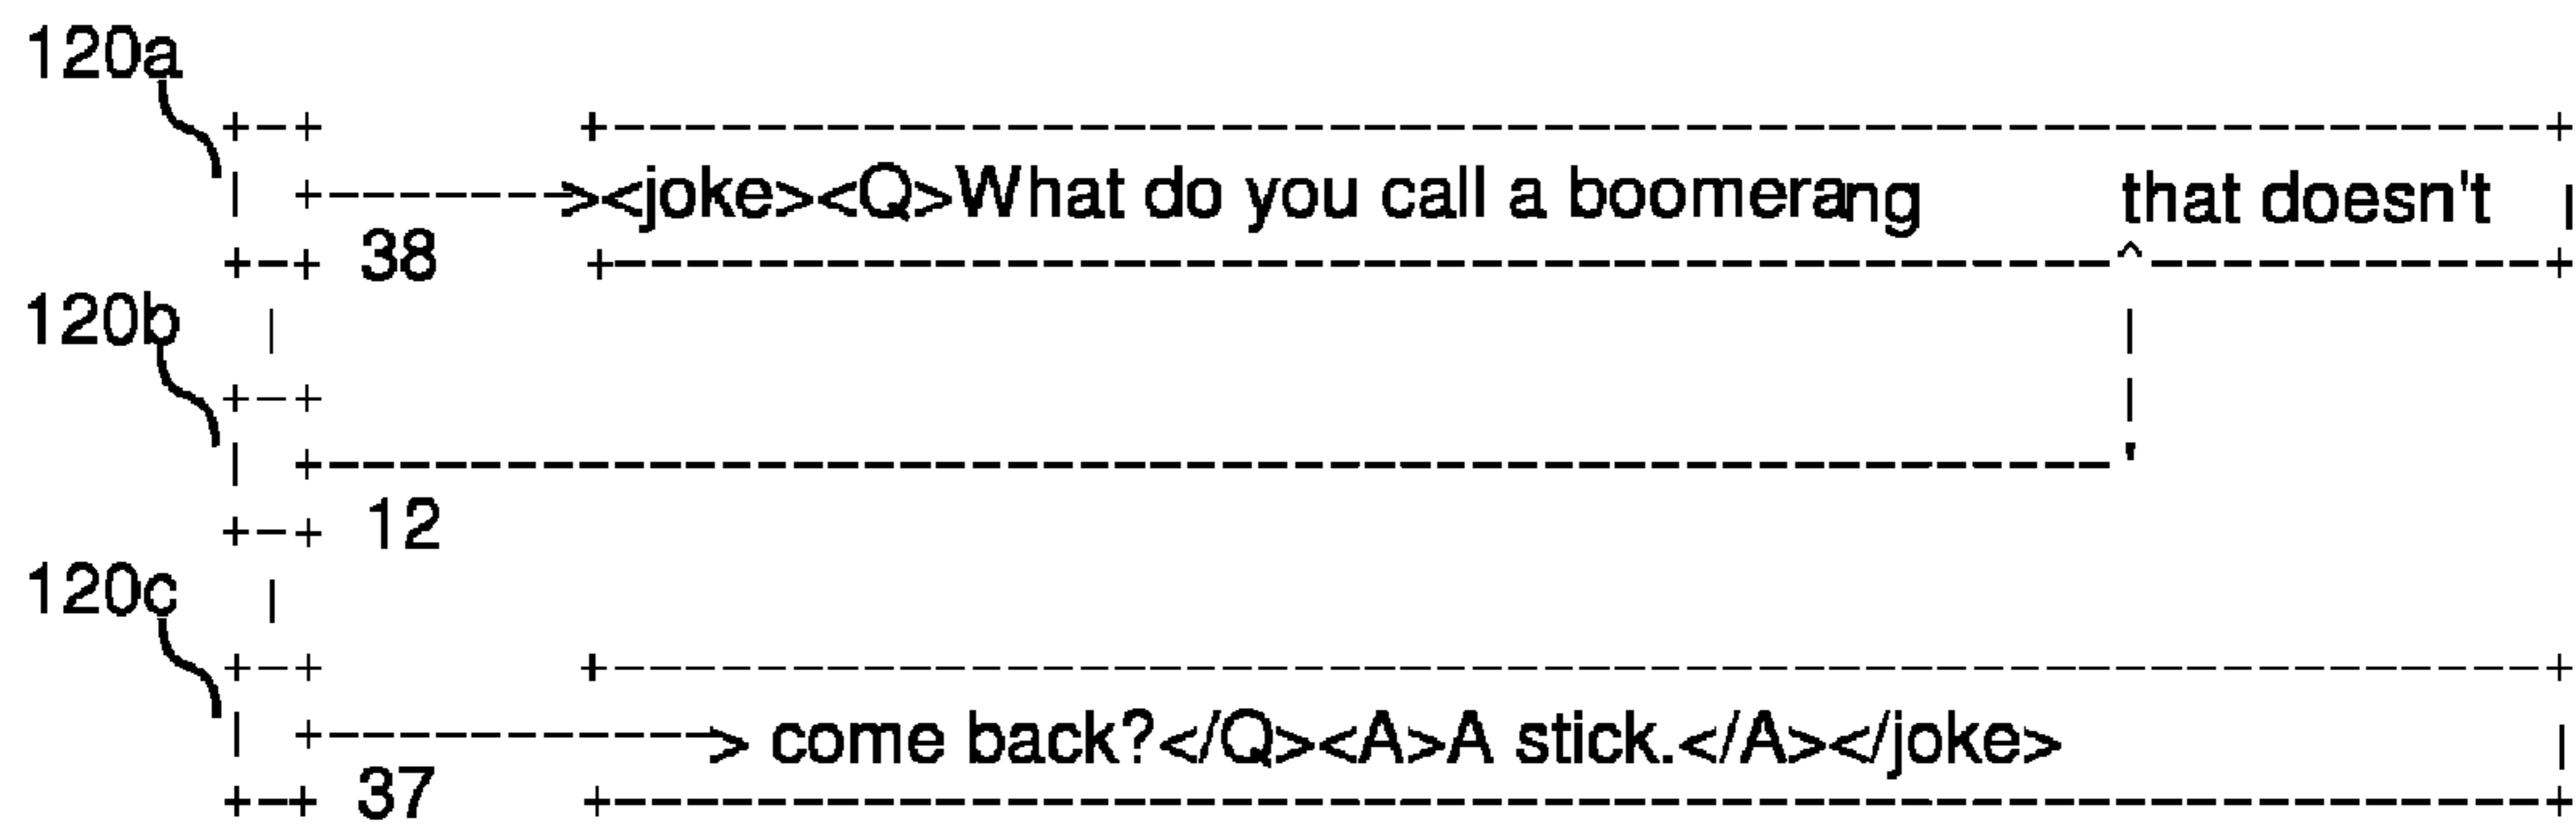 120a
+--+ +------------------------------------------------------+
| +--------><joke><Q>What do you call a boomerang that doesn't |
+--+ 38 +------------------------------------------^-----------+
120b | |
+--+ |
| +--------------------------------------------------'
+--+ 12
120c |
+--+ +------------------------------------------------------+
| +-----------> come back?</Q><A>A stick.</A></joke> |
+--+ 37 +------------------------------------------------------+